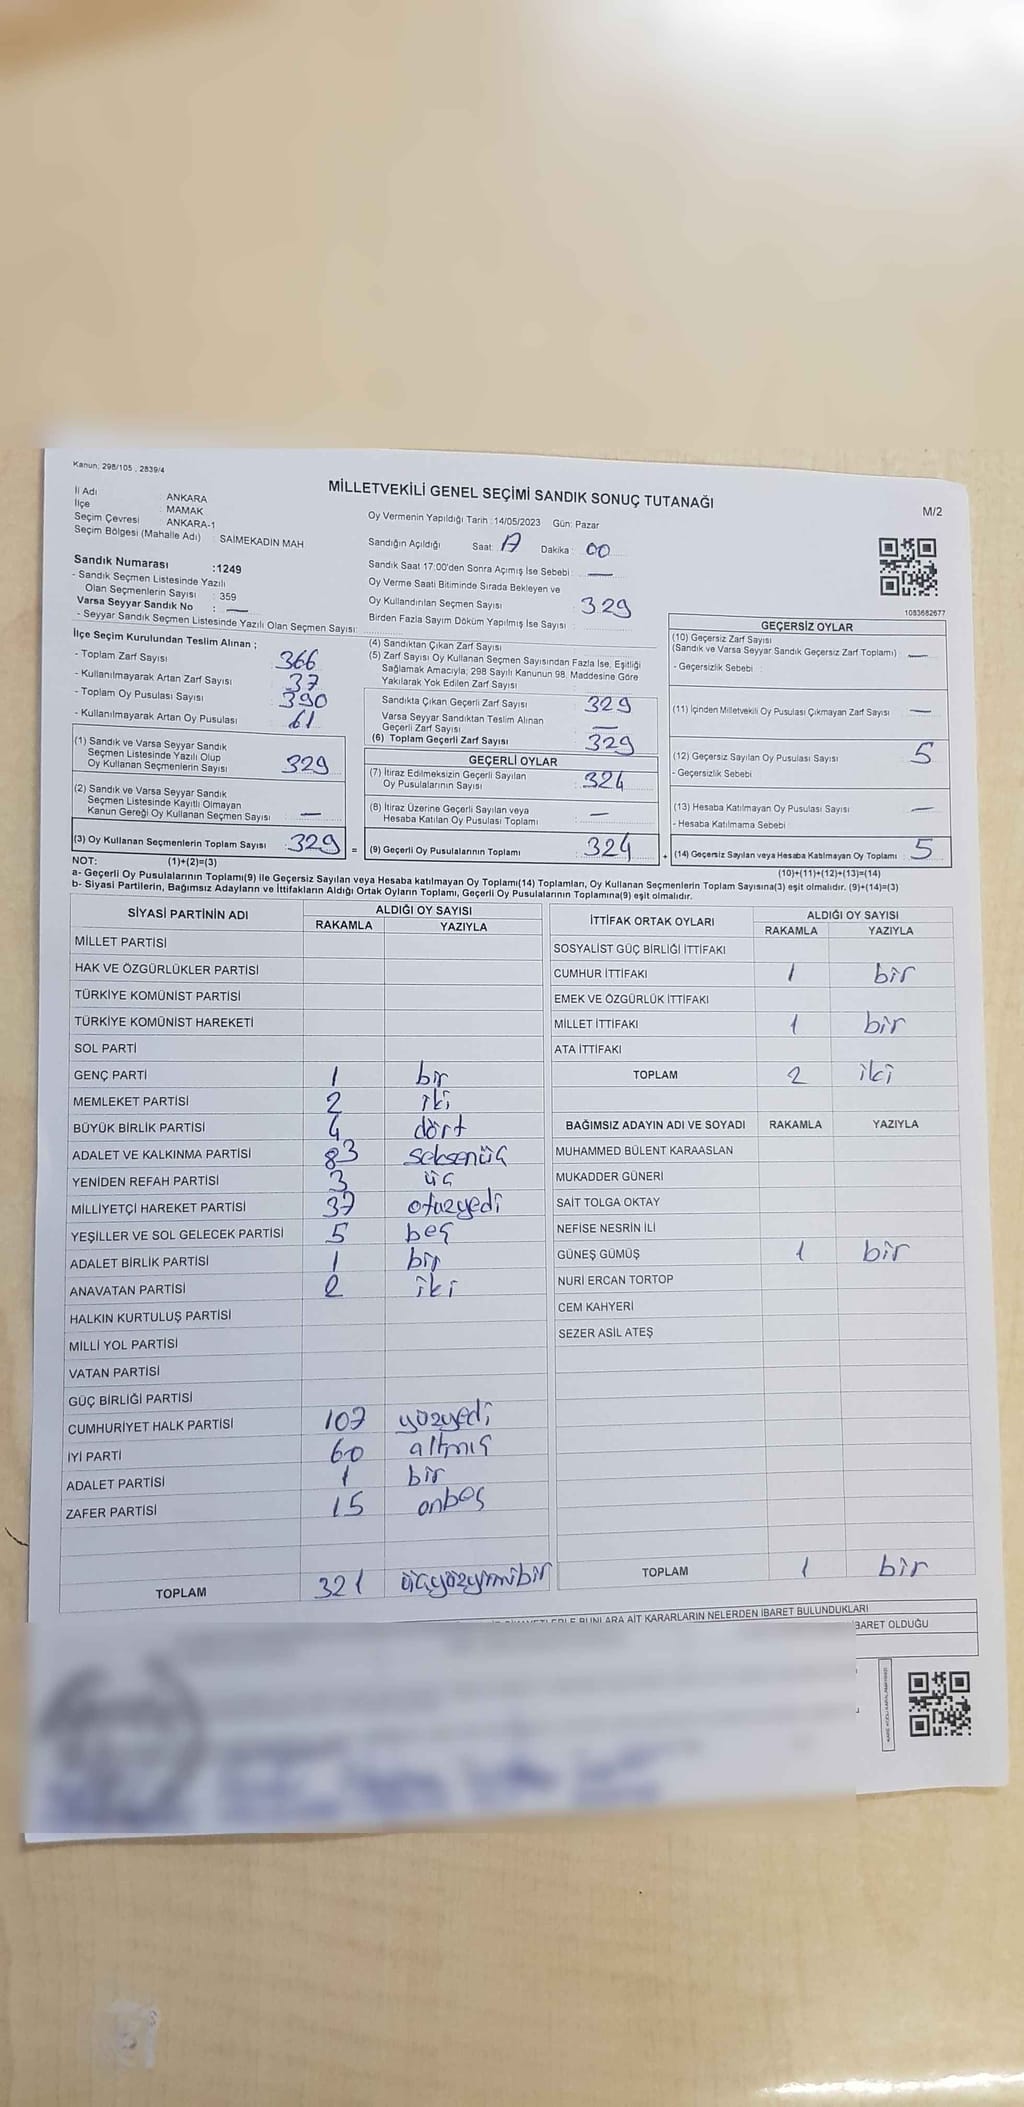 Kanun; 298/105 , 2839/4
MİLLETVEKİLİ GENEL SEÇİMİ SANDIK SONUÇ TUTANAĞI
M/2
İl Adı : ANKARA
İlçe : MAMAK
Seçim Çevresi : ANKARA-1
Seçim Bölgesi (Mahalle Adı) : SAİMEKADIN MAH
Oy Vermenin Yapıldığı Tarih :14/05/2023 Gün: Pazar
Sandığın Açıldığı Saat: 17 Dakika: 00
Sandık Saat 17:00'den Sonra Açımış İse Sebebi: —
Oy Verme Saati Bitiminde Sırada Bekleyen ve
Oy Kullandırılan Seçmen Sayısı : 329
Birden Fazla Sayım Döküm Yapılmış İse Sayısı :
1083682677
Sandık Numarası :1249
- Sandık Seçmen Listesinde Yazılı
Olan Seçmenlerin Sayısı : 359
Varsa Seyyar Sandık No : —
- Seyyar Sandık Seçmen Listesinde Yazılı Olan Seçmen Sayısı:
İlçe Seçim Kurulundan Teslim Alınan ;
- Toplam Zarf Sayısı : 366
- Kullanılmayarak Artan Zarf Sayısı : 37
- Toplam Oy Pusulası Sayısı : 390
- Kullanılmayarak Artan Oy Pusulası : 61
(1) Sandık ve Varsa Seyyar Sandık
Seçmen Listesinde Yazılı Olup
Oy Kullanan Seçmenlerin Sayısı : 329
(2) Sandık ve Varsa Seyyar Sandık
Seçmen Listesinde Kayıtlı Olmayan
Kanun Gereği Oy Kullanan Seçmen Sayısı : —
(3) Oy Kullanan Seçmenlerin Toplam Sayısı : 329 =
(4) Sandıktan Çıkan Zarf Sayısı
(5) Zarf Sayısı Oy Kullanan Seçmen Sayısından Fazla İse, Eşitliği
Sağlamak Amacıyla, 298 Sayılı Kanunun 98. Maddesine Göre
Yakılarak Yok Edilen Zarf Sayısı :
Sandıkta Çıkan Geçerli Zarf Sayısı : 329
Varsa Seyyar Sandıktan Teslim Alınan
Geçerli Zarf Sayısı : —
(6) Toplam Geçerli Zarf Sayısı : 329
GEÇERLİ OYLAR
(7) İtiraz Edilmeksizin Geçerli Sayılan
Oy Pusulalarının Sayısı : 324
(8) İtiraz Üzerine Geçerli Sayılan veya
Hesaba Katılan Oy Pusulası Toplamı : —
(9) Geçerli Oy Pusulalarının Toplamı : 324 +
GEÇERSİZ OYLAR
(10) Geçersiz Zarf Sayısı
(Sandık ve Varsa Seyyar Sandık Geçersiz Zarf Toplamı) : —
- Geçersizlik Sebebi :
(11) İçinden Milletvekili Oy Pusulası Çıkmayan Zarf Sayısı : —
(12) Geçersiz Sayılan Oy Pusulası Sayısı : 5
- Geçersizlik Sebebi
(13) Hesaba Katılmayan Oy Pusulası Sayısı : —
- Hesaba Katılmama Sebebi
(14) Geçersiz Sayılan veya Hesaba Katılmayan Oy Toplamı : 5
NOT: (1)+(2)=(3)
(10)+(11)+(12)+(13)=(14)
a- Geçerli Oy Pusulalarının Toplamı(9) ile Geçersiz Sayılan veya Hesaba katılmayan Oy Toplamı(14) Toplamları, Oy Kullanan Seçmenlerin Toplam Sayısına(3) eşit olmalıdır. (9)+(14)=(3)
b- Siyasi Partilerin, Bağımsız Adayların ve İttifakların Aldığı Ortak Oyların Toplamı, Geçerli Oy Pusulalarının Toplamına(9) eşit olmalıdır.
SİYASİ PARTİNİN ADI ALDIĞI OY SAYISI
RAKAMLA YAZIYLA
MİLLET PARTİSİ
HAK VE ÖZGÜRLÜKLER PARTİSİ
TÜRKİYE KOMÜNİST PARTİSİ
TÜRKİYE KOMÜNİST HAREKETİ
SOL PARTİ
GENÇ PARTİ 1 bir
MEMLEKET PARTİSİ 2 iki
BÜYÜK BİRLİK PARTİSİ 4 dört
ADALET VE KALKINMA PARTİSİ 83 seksenüç
YENİDEN REFAH PARTİSİ 3 üç
MİLLİYETÇİ HAREKET PARTİSİ 37 otuzyedi
YEŞİLLER VE SOL GELECEK PARTİSİ 5 beş
ADALET BİRLİK PARTİSİ 1 bir
ANAVATAN PARTİSİ 2 iki
HALKIN KURTULUŞ PARTİSİ
MİLLİ YOL PARTİSİ
VATAN PARTİSİ
GÜÇ BİRLİĞİ PARTİSİ
CUMHURİYET HALK PARTİSİ 107 yüzyedi
İYİ PARTİ 60 altmış
ADALET PARTİSİ 1 bir
ZAFER PARTİSİ 15 onbeş
TOPLAM 321 üçyüzyirmibir
İTTİFAK ORTAK OYLARI ALDIĞI OY SAYISI
RAKAMLA YAZIYLA
SOSYALİST GÜÇ BİRLİĞİ İTTİFAKI
CUMHUR İTTİFAKI 1 bir
EMEK VE ÖZGÜRLÜK İTTİFAKI
MİLLET İTTİFAKI 1 bir
ATA İTTİFAKI
TOPLAM 2 iki
BAĞIMSIZ ADAYIN ADI VE SOYADI RAKAMLA YAZIYLA
MUHAMMED BÜLENT KARAASLAN
MUKADDER GÜNERİ
SAİT TOLGA OKTAY
NEFİSE NESRİN İLİ
GÜNEŞ GÜMÜŞ 1 bir
NURİ ERCAN TORTOP
CEM KAHYERİ
SEZER ASİL ATEŞ
TOPLAM 1 bir
BUNLARA AİT KARARLARIN NELERDEN İBARET BULUNDUKLARI
İBARET OLDUĞU